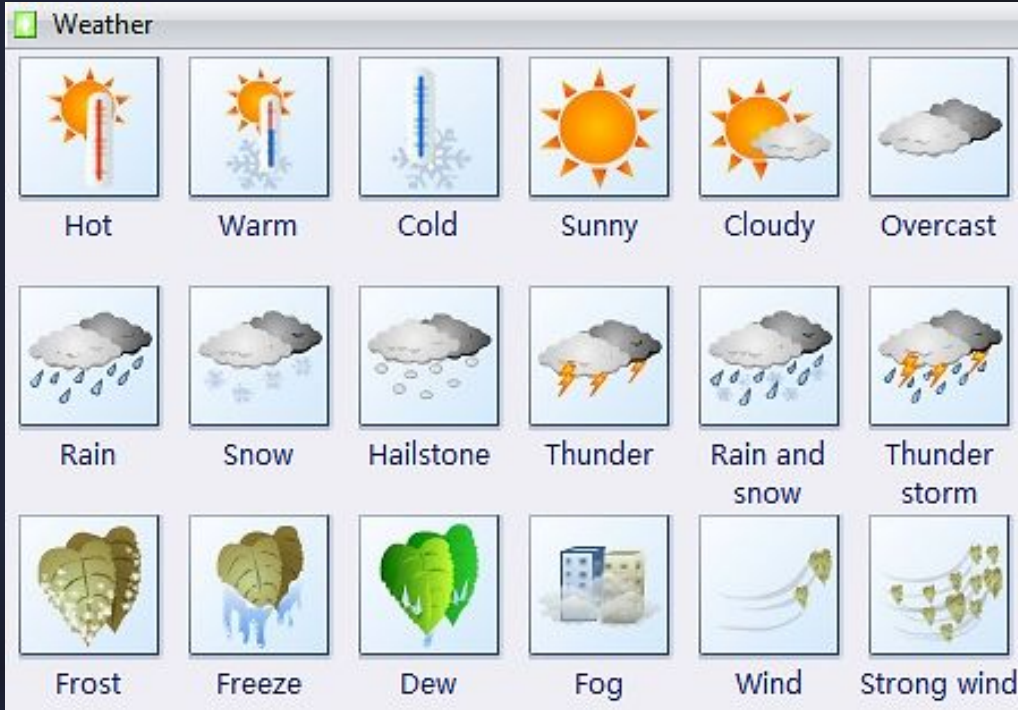 Weather
Hot Warm Cold Sunny Cloudy Overcast
Rain Snow Hailstone Thunder Rain and snow Thunder storm
Frost Freeze Dew Fog Wind Strong wind